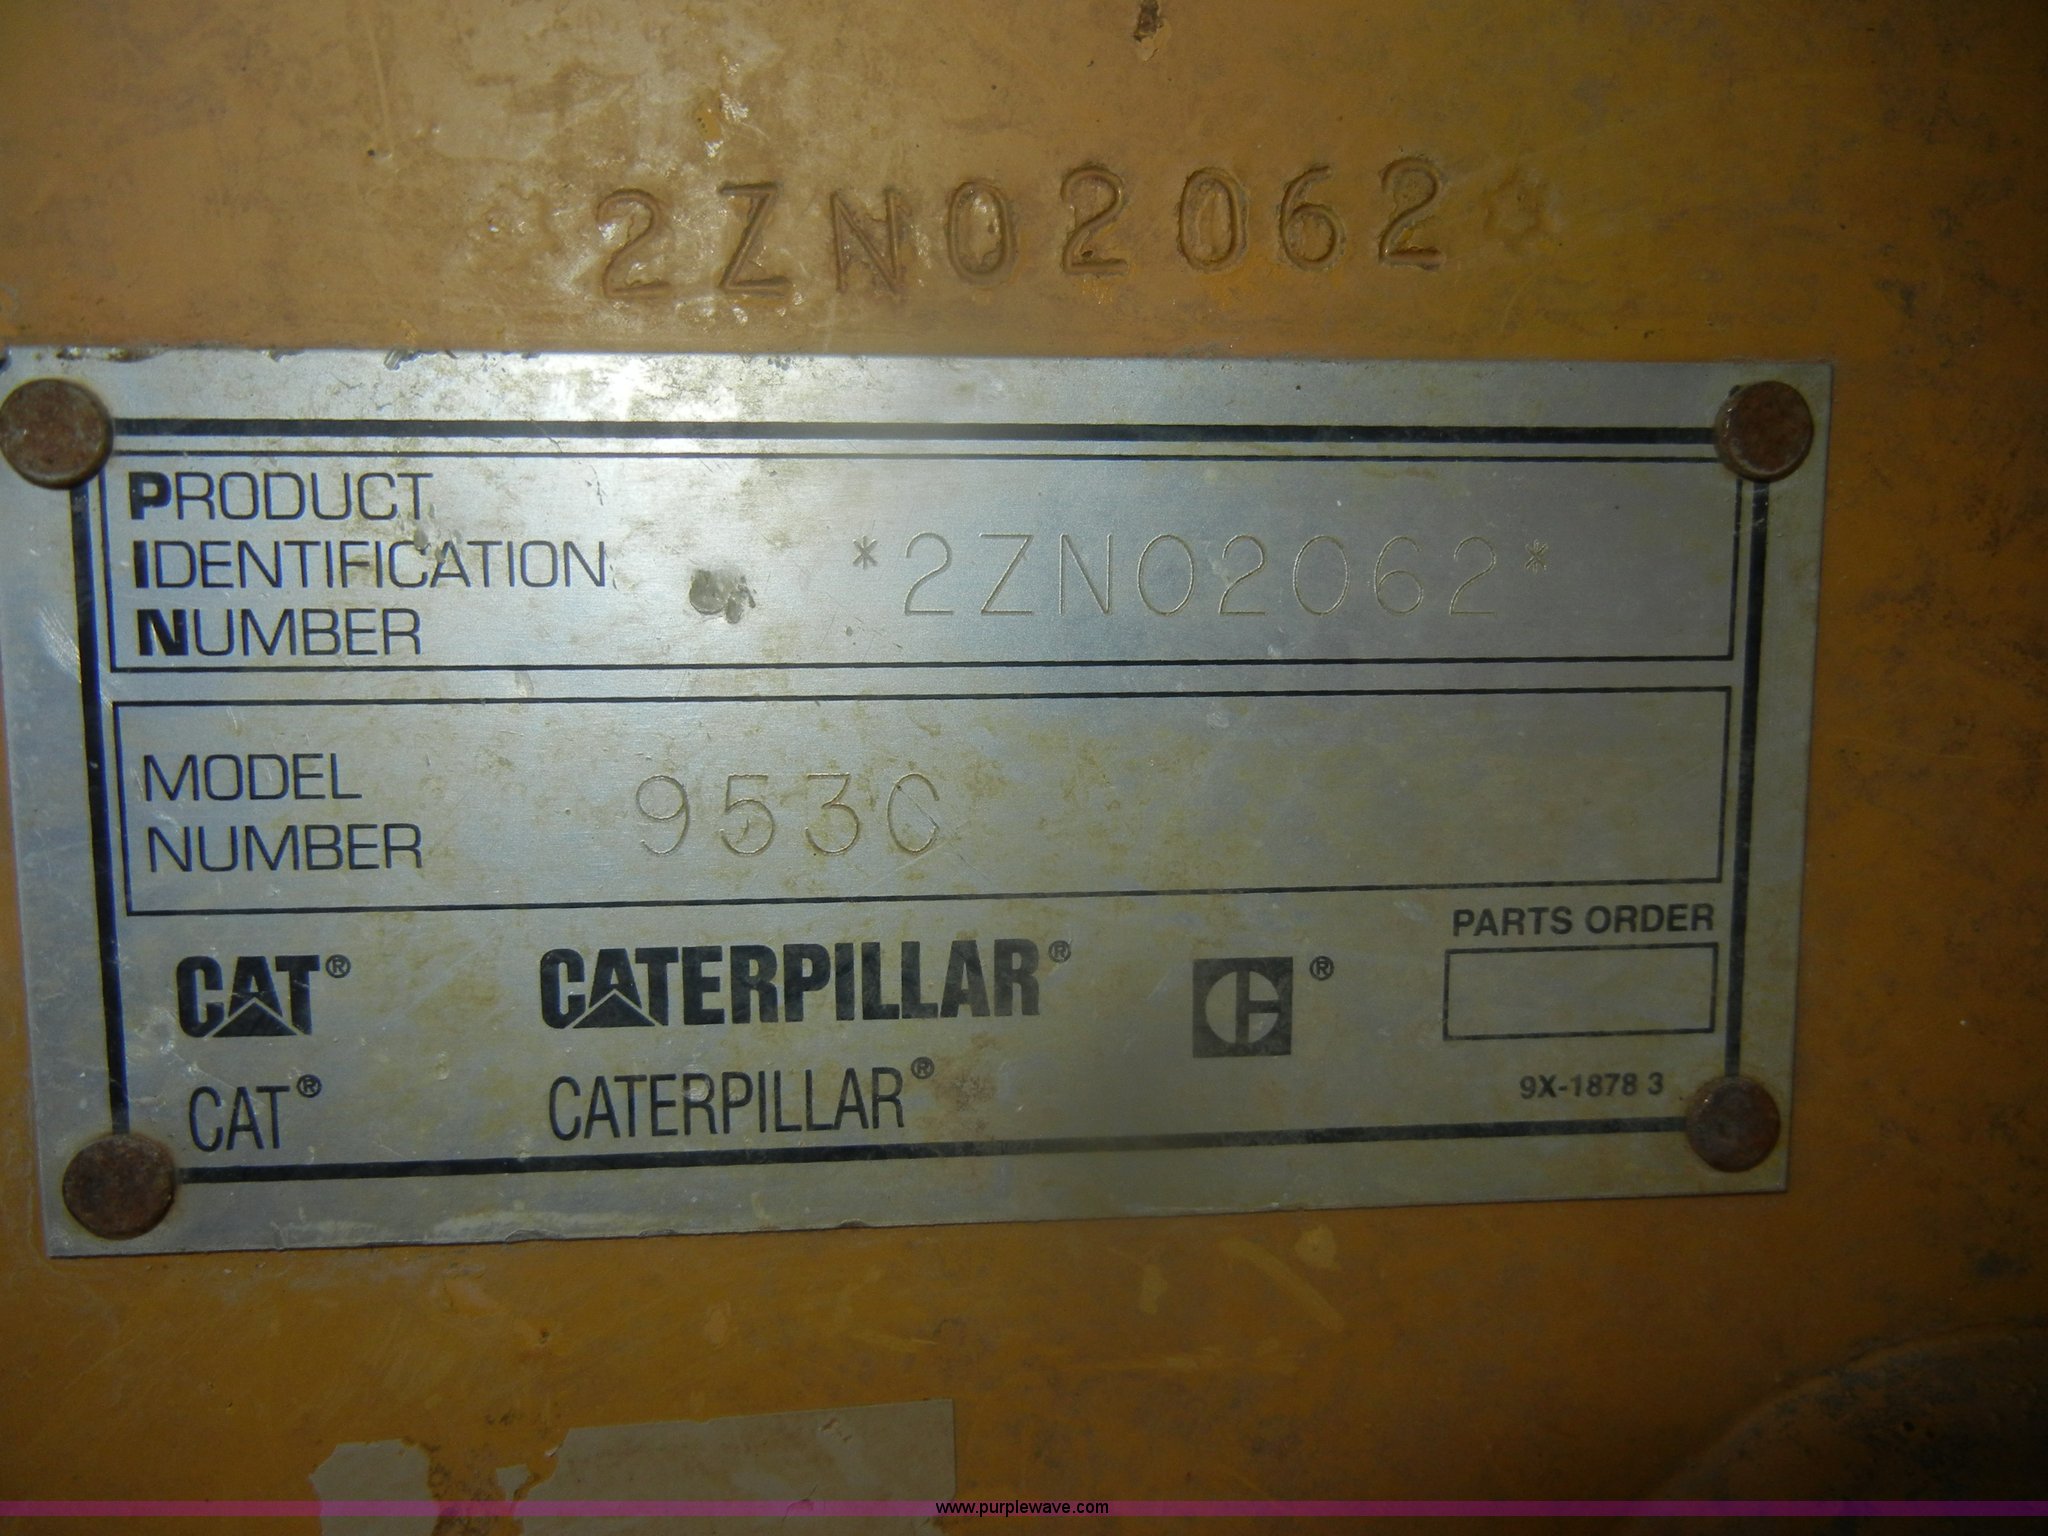 2ZN02062
PRODUCT
IDENTIFICATION
NUMBER
*2ZN02062*
MODEL
NUMBER
953C
PARTS ORDER
CAT® CATERPILLAR® ®
CAT® CATERPILLAR®
9X-1878 3
www.purplewave.com